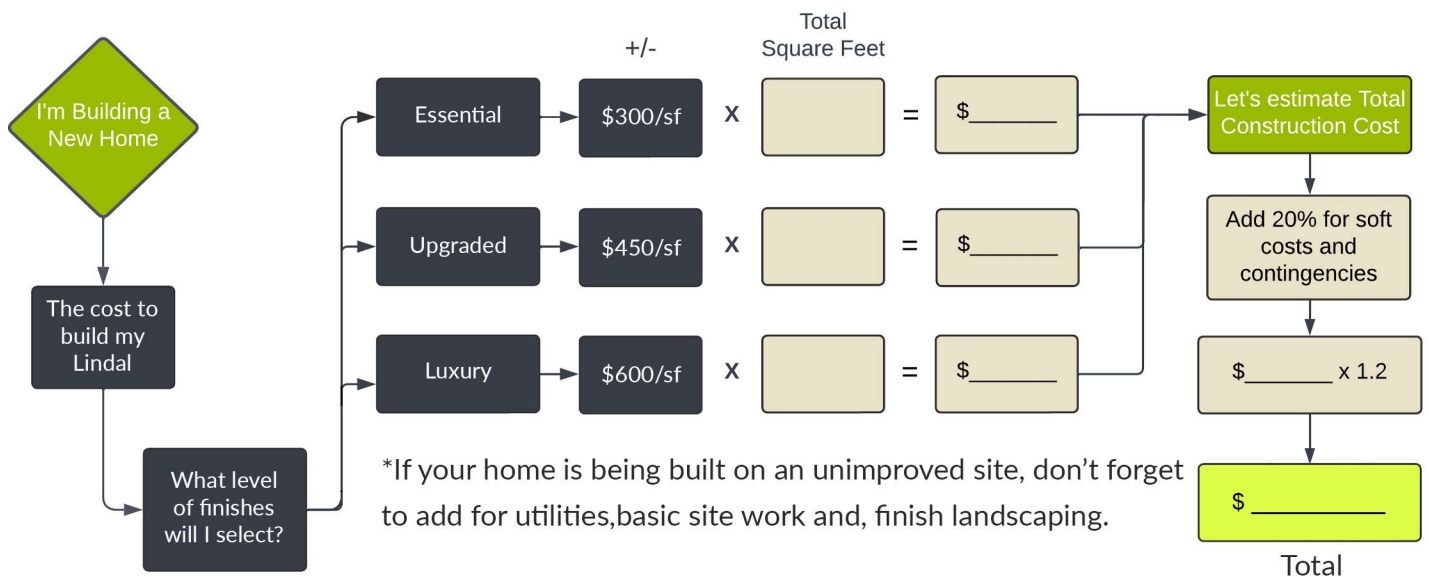 I'm Building a
New Home
The cost to
build my
Lindal
What level
of finishes
will I select?
+/-
Total
Square Feet
Essential
$300/sf
X
=
$_______
Upgraded
$450/sf
X
=
$_______
Luxury
$600/sf
X
=
$_______
Let's estimate Total
Construction Cost
Add 20% for soft
costs and
contingencies
$_______ x 1.2
$ __________
Total
*If your home is being built on an unimproved site, don’t forget
to add for utilities,basic site work and, finish landscaping.